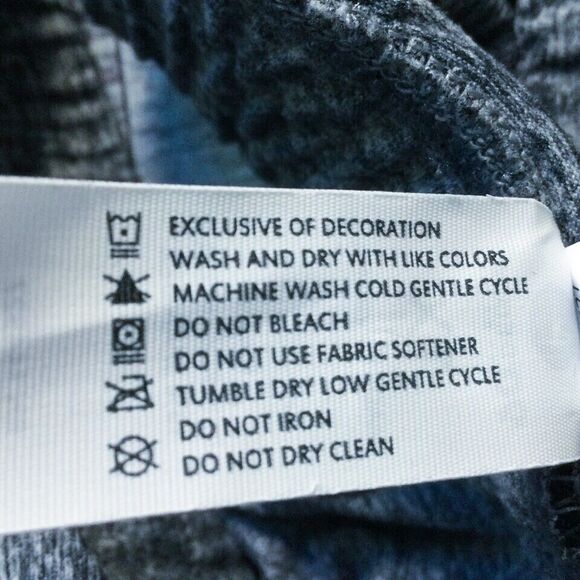 EXCLUSIVE OF DECORATION
WASH AND DRY WITH LIKE COLORS
MACHINE WASH COLD GENTLE CYCLE
DO NOT BLEACH
DO NOT USE FABRIC SOFTENER
TUMBLE DRY LOW GENTLE CYCLE
DO NOT IRON
DO NOT DRY CLEAN